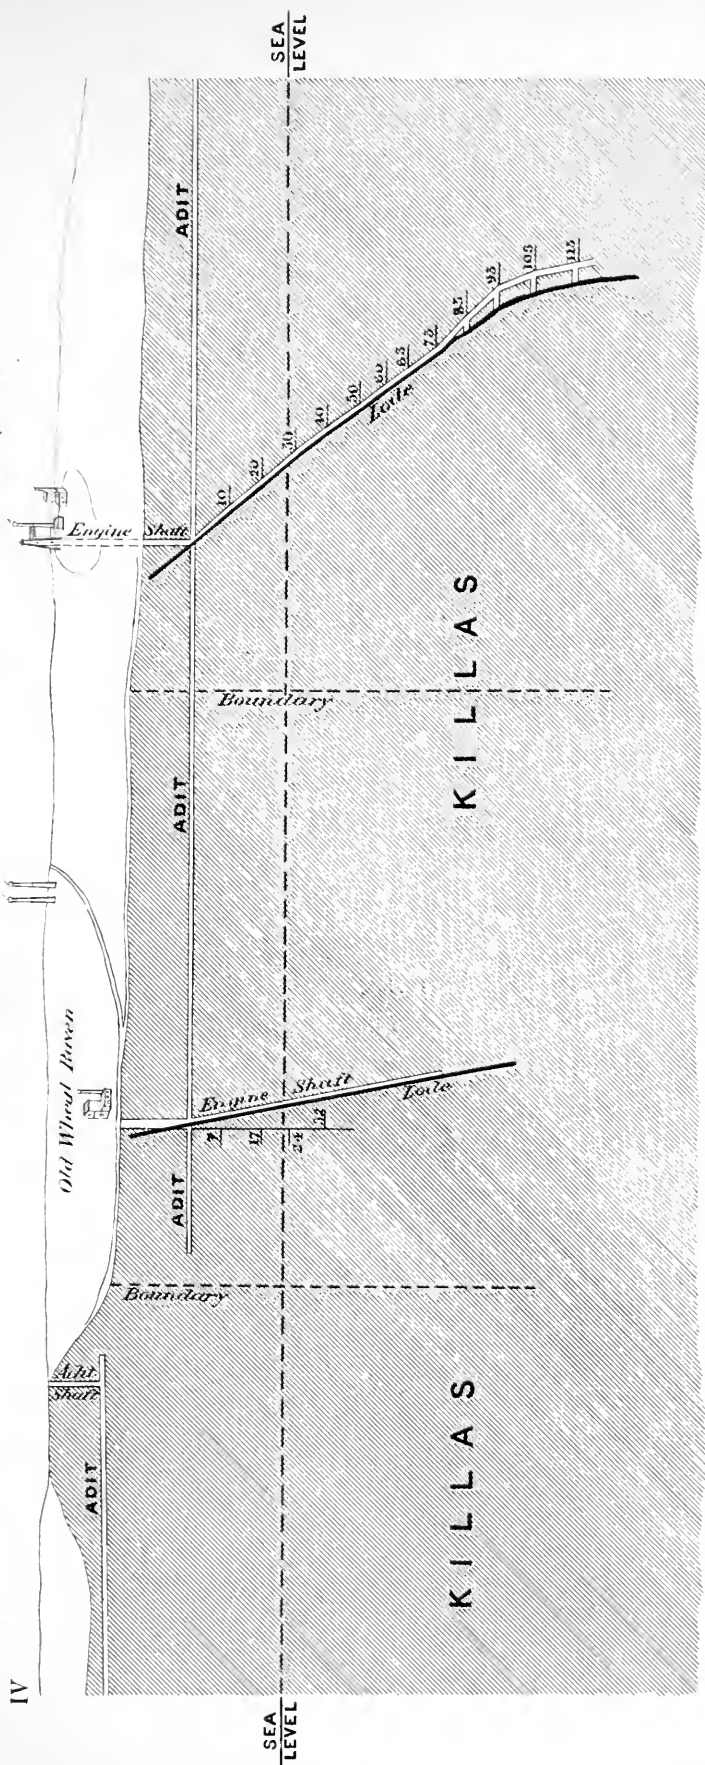 IV
SEA
LEVEL
ADIT
Adit
Shaft
KILLAS
Boundary
Old Wheal Raven
ADIT
Engine Shaft
Lode
7
17
24
32
ADIT
Boundary
KILLAS
Engine Shaft
ADIT
10
20
30
40
50
60
65
75
85
95
105
115
Lode
SEA
LEVEL